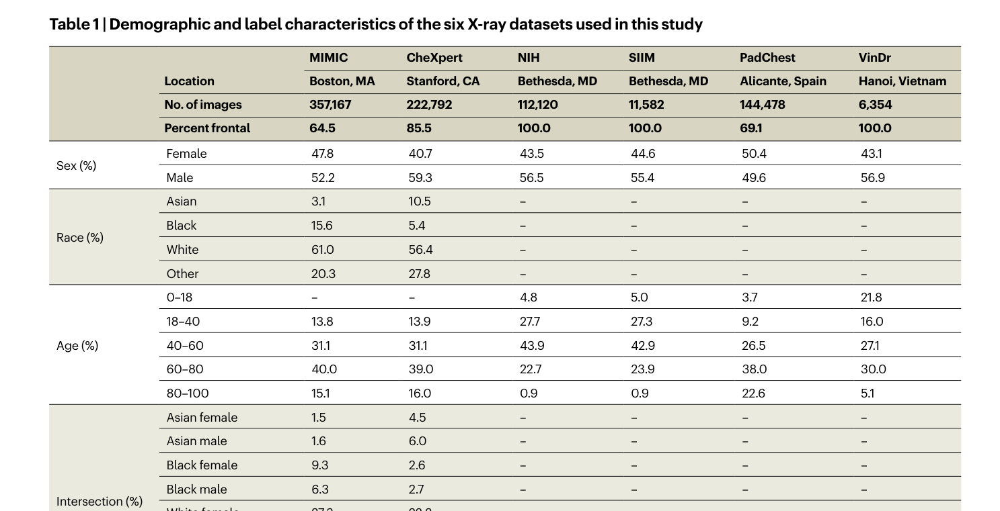 Table 1 | Demographic and label characteristics of the six X-ray datasets used in this study
MIMIC CheXpert NIH SIIM PadChest VinDr
Location Boston, MA Stanford, CA Bethesda, MD Bethesda, MD Alicante, Spain Hanoi, Vietnam
No. of images 357,167 222,792 112,120 11,582 144,478 6,354
Percent frontal 64.5 85.5 100.0 100.0 69.1 100.0
Sex (%)
Female 47.8 40.7 43.5 44.6 50.4 43.1
Male 52.2 59.3 56.5 55.4 49.6 56.9
Race (%)
Asian 3.1 10.5 – – – –
Black 15.6 5.4 – – – –
White 61.0 56.4 – – – –
Other 20.3 27.8 – – – –
Age (%)
0–18 – – 4.8 5.0 3.7 21.8
18–40 13.8 13.9 27.7 27.3 9.2 16.0
40–60 31.1 31.1 43.9 42.9 26.5 27.1
60–80 40.0 39.0 22.7 23.9 38.0 30.0
80–100 15.1 16.0 0.9 0.9 22.6 5.1
Intersection (%)
Asian female 1.5 4.5 – – – –
Asian male 1.6 6.0 – – – –
Black female 9.3 2.6 – – – –
Black male 6.3 2.7 – – – –
White female